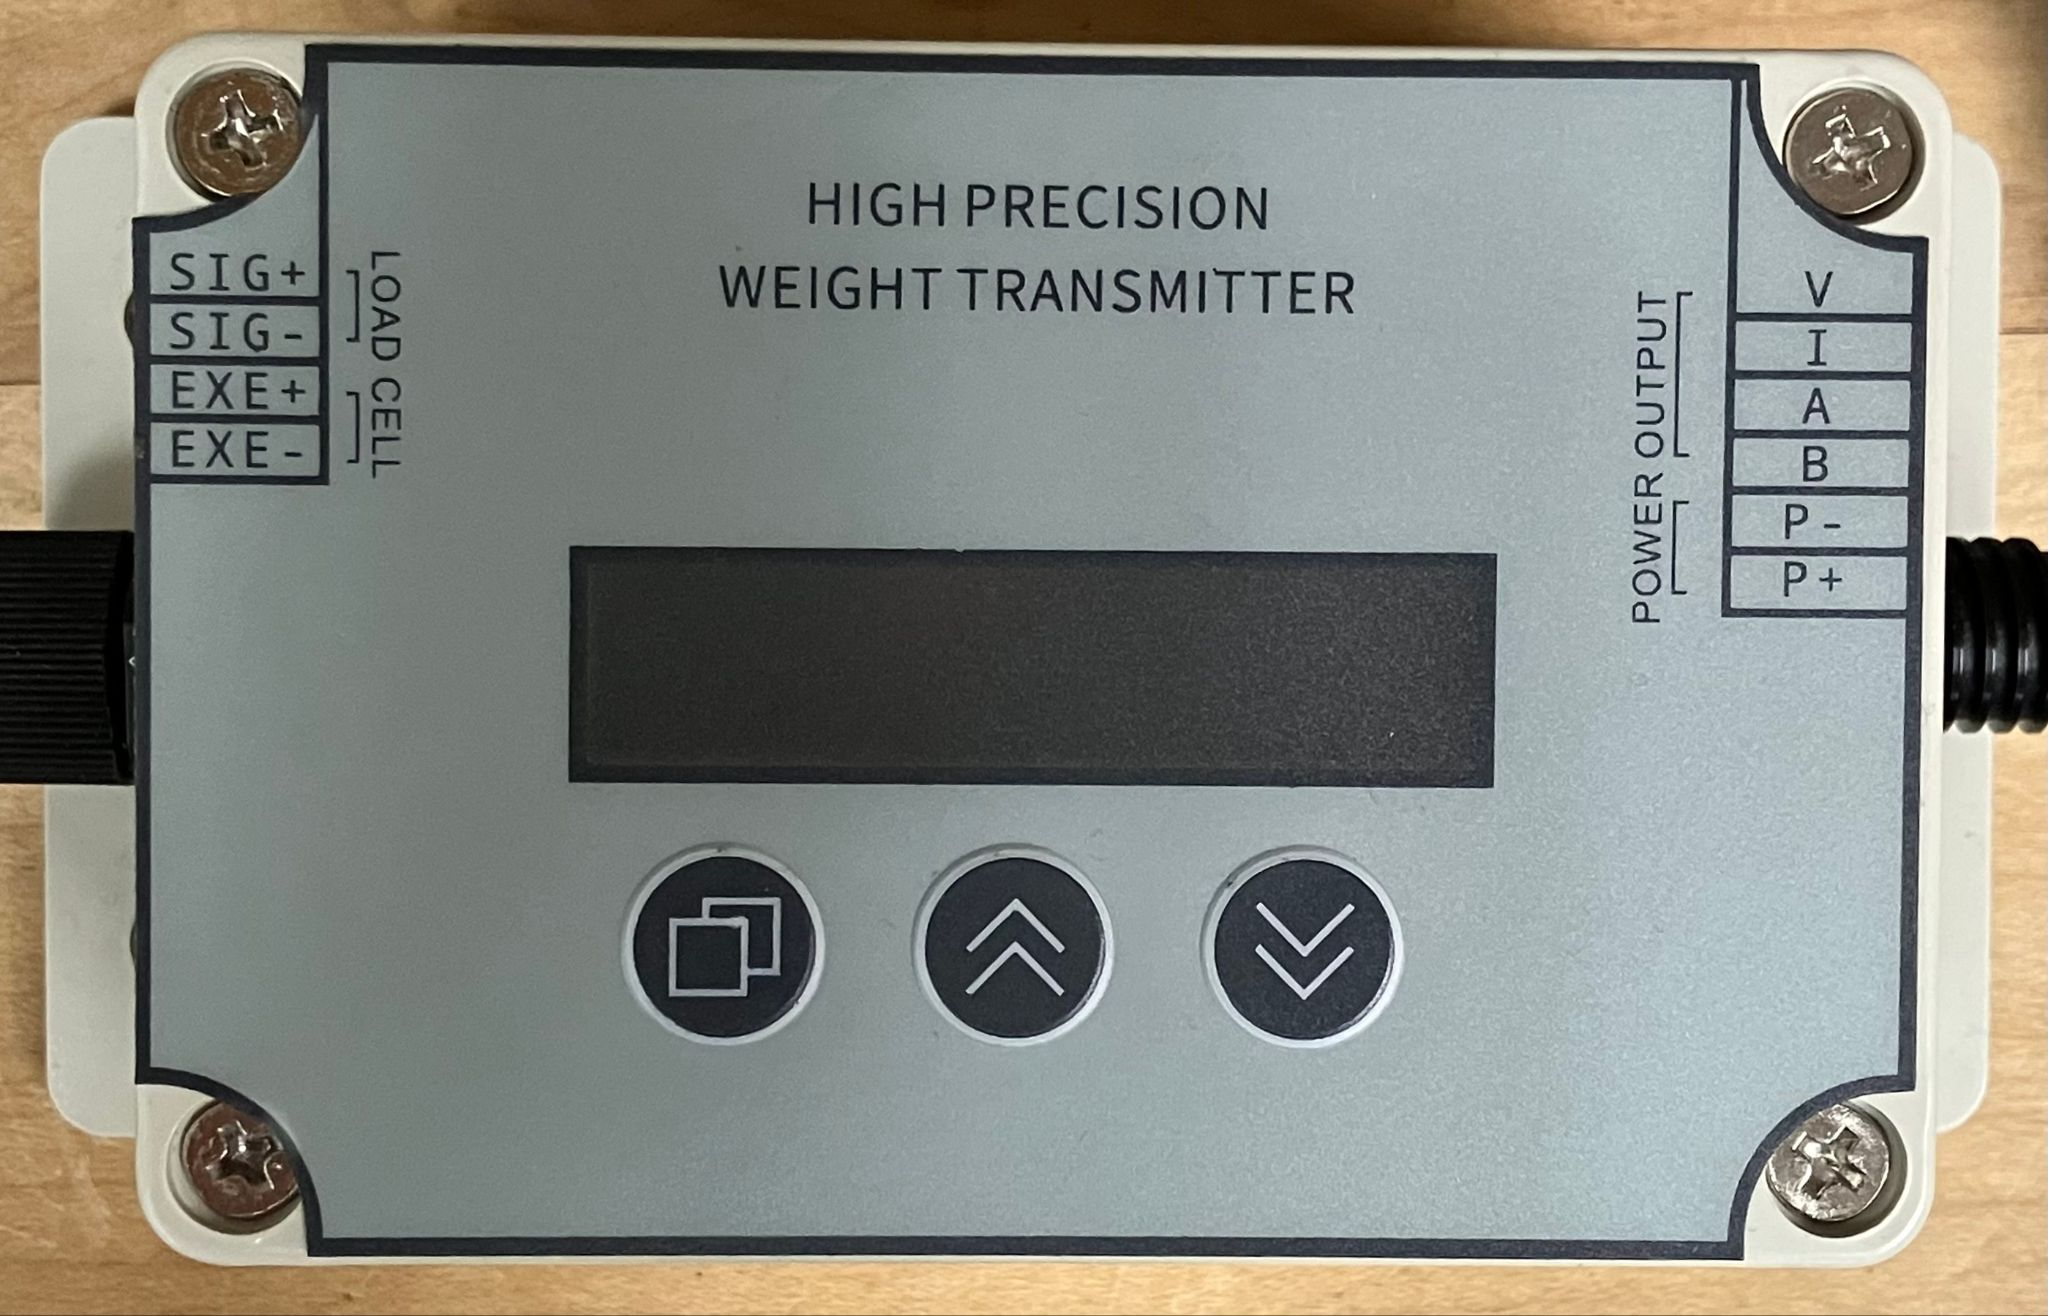 HIGH PRECISION
WEIGHT TRANSMITTER
SIG+
SIG-
EXE+
EXE-
LOAD CELL
V
I
A
B
P-
P+
POWER OUTPUT